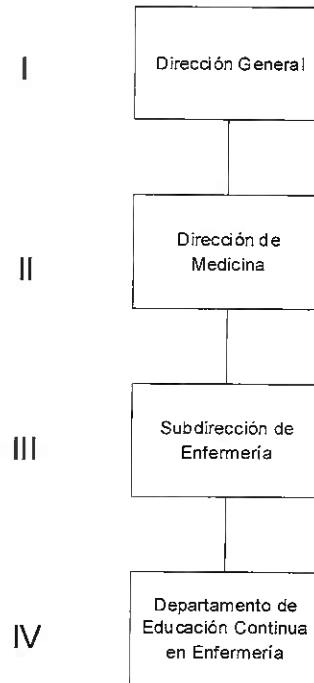 I
Dirección General
II
Dirección de
Medicina
III
Subdirección de
Enfermería
IV
Departamento de
Educación Continua
en Enfermería